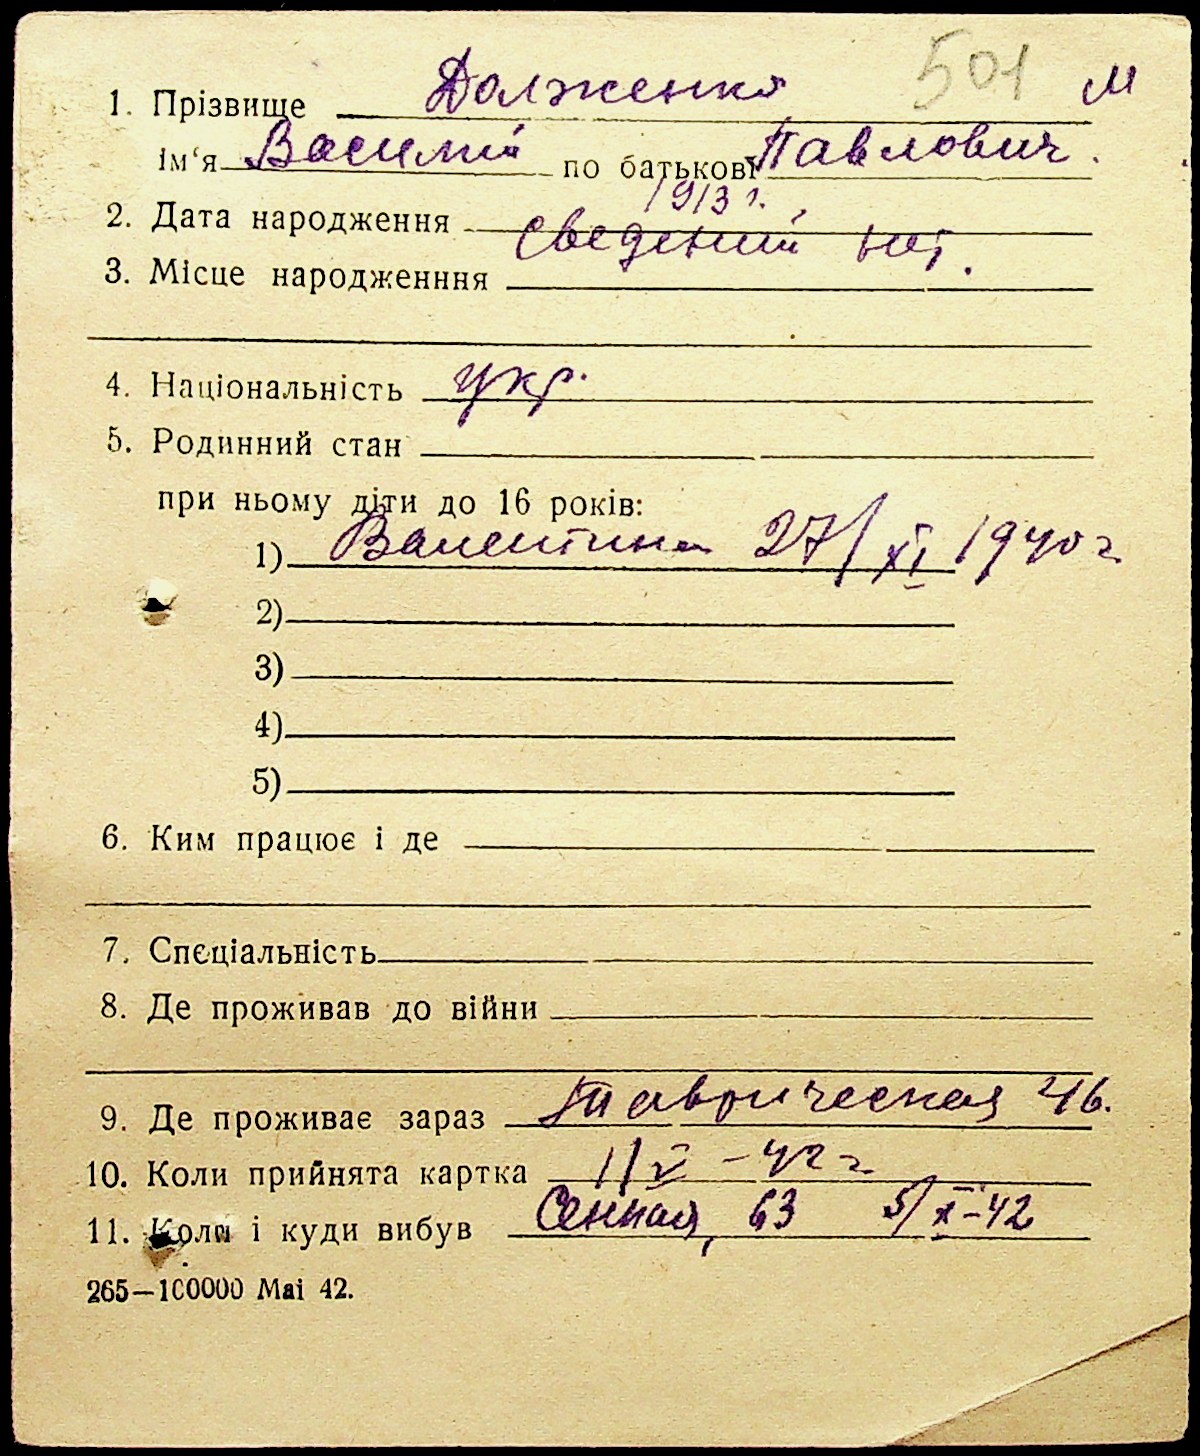 501 м
1. Прізвище Долженко
Ім‘я Василий по батькові Павлович.
2. Дата народження 1913 г.
3. Місце народженння Сведений нет.
4. Національність укр.
5. Родинний стан
при ньому діти до 16 років:
1) Валентина 27/XI 1940 г
2)
3)
4)
5)
6. Ким працює і де
7. Спєціальність
8. Де проживав до війни
9. Де проживає зараз Таврическая 46.
10. Коли прийнята картка 11/V – 42 г
11. Коли і куди вибув Сенная, 63 5/X–42
265—100000 Mai 42.